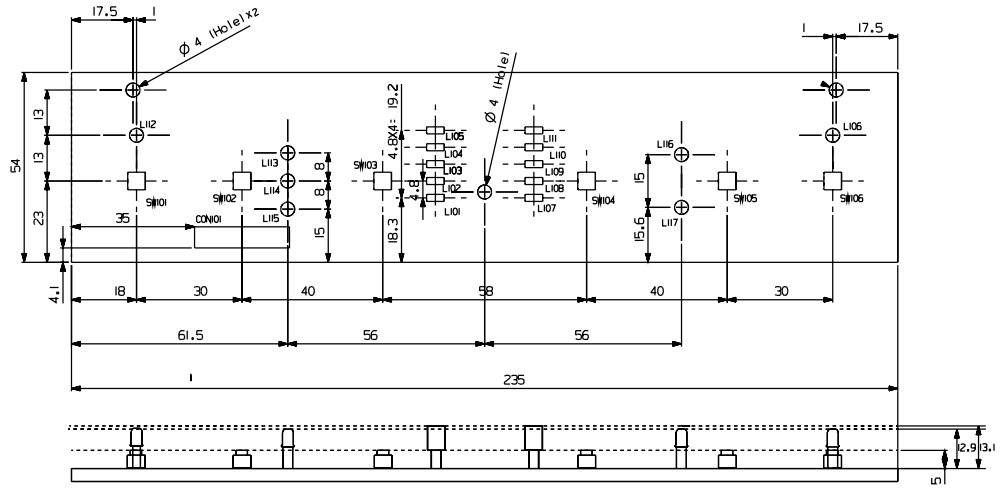 17.5
1
Ø 4 (Hole)x2
Ø 4 (Hole)
1
17.5
54
13
13
23
L112
L113
L114
L115
8
8
15
SW101
SW102
SW103
35
CON101
4.1
4.8X4= 19.2
4.8
18.3
L105
L104
L103
L102
L101
L111
L110
L109
L108
L107
L116
L117
15
15.6
L106
SW104
SW105
SW106
18
30
40
58
40
30
61.5
56
56
235
12.9
13.1
5